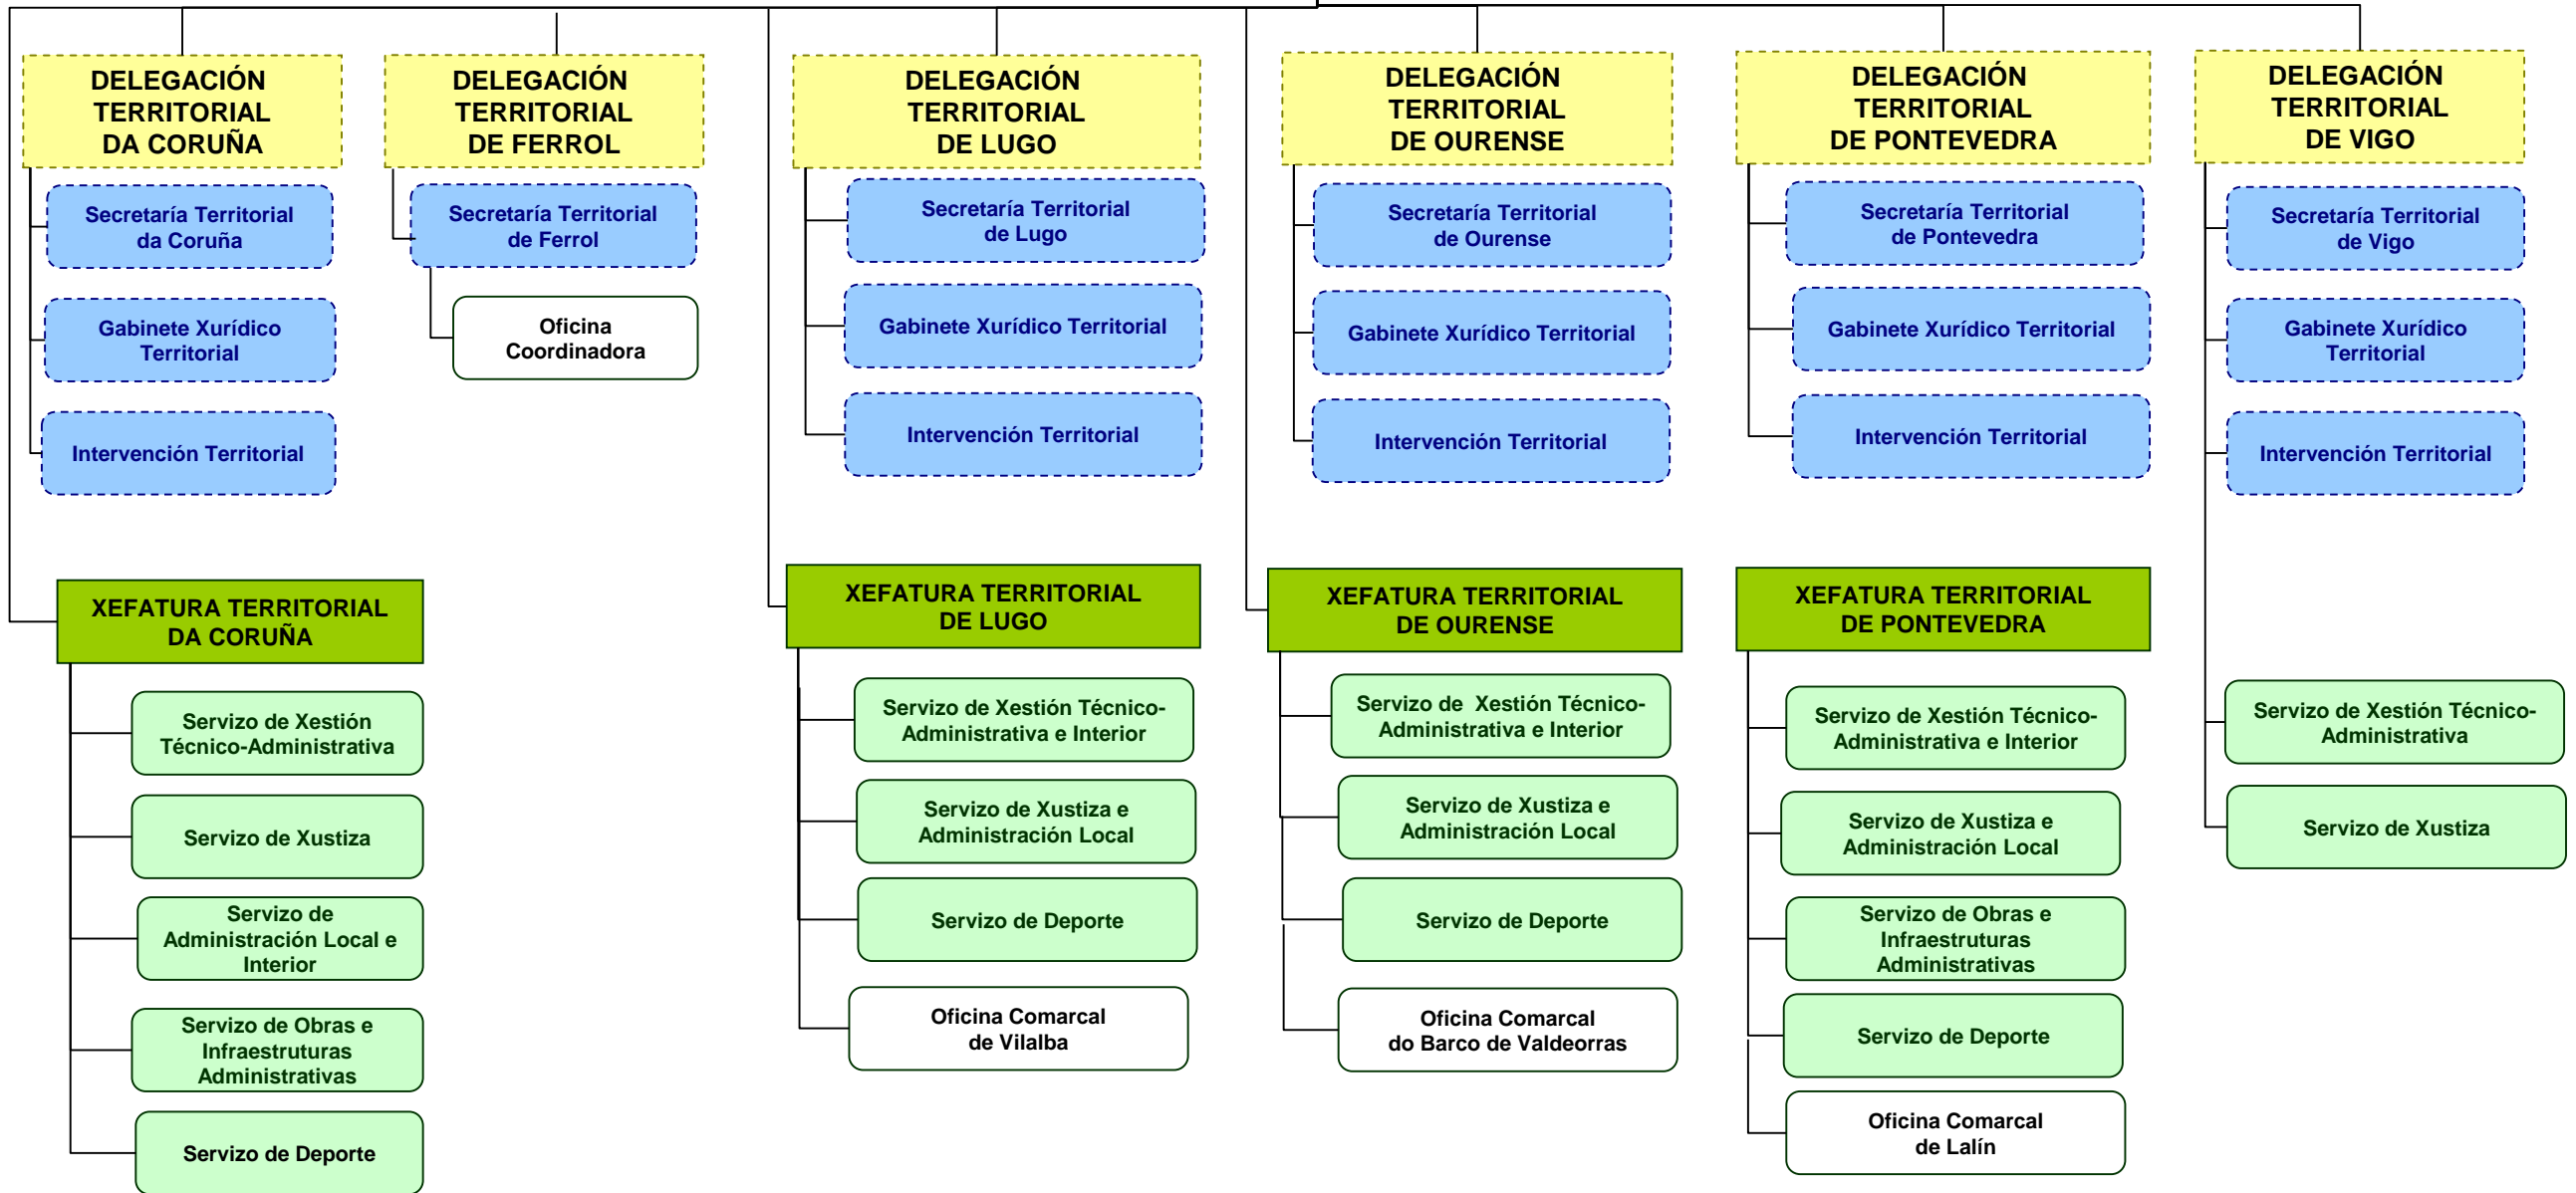 DELEGACIÓN
TERRITORIAL
DA CORUÑA
Secretaría Territorial
da Coruña
Gabinete Xurídico
Territorial
Intervención Territorial
DELEGACIÓN
TERRITORIAL
DE FERROL
Secretaría Territorial
de Ferrol
Oficina
Coordinadora
DELEGACIÓN
TERRITORIAL
DE LUGO
Secretaría Territorial
de Lugo
Gabinete Xurídico Territorial
Intervención Territorial
DELEGACIÓN
TERRITORIAL
DE OURENSE
Secretaría Territorial
de Ourense
Gabinete Xurídico Territorial
Intervención Territorial
DELEGACIÓN
TERRITORIAL
DE PONTEVEDRA
Secretaría Territorial
de Pontevedra
Gabinete Xurídico Territorial
Intervención Territorial
DELEGACIÓN
TERRITORIAL
DE VIGO
Secretaría Territorial
de Vigo
Gabinete Xurídico
Territorial
Intervención Territorial
XEFATURA TERRITORIAL
DA CORUÑA
Servizo de Xestión
Técnico-Administrativa
Servizo de Xustiza
Servizo de
Administración Local e
Interior
Servizo de Obras e
Infraestruturas
Administrativas
Servizo de Deporte
XEFATURA TERRITORIAL
DE LUGO
Servizo de Xestión Técnico-
Administrativa e Interior
Servizo de Xustiza e
Administración Local
Servizo de Deporte
Oficina Comarcal
de Vilalba
XEFATURA TERRITORIAL
DE OURENSE
Servizo de Xestión Técnico-
Administrativa e Interior
Servizo de Xustiza e
Administración Local
Servizo de Deporte
Oficina Comarcal
do Barco de Valdeorras
XEFATURA TERRITORIAL
DE PONTEVEDRA
Servizo de Xestión Técnico-
Administrativa e Interior
Servizo de Xustiza e
Administración Local
Servizo de Obras e
Infraestruturas
Administrativas
Servizo de Deporte
Oficina Comarcal
de Lalín
Servizo de Xestión Técnico-
Administrativa
Servizo de Xustiza